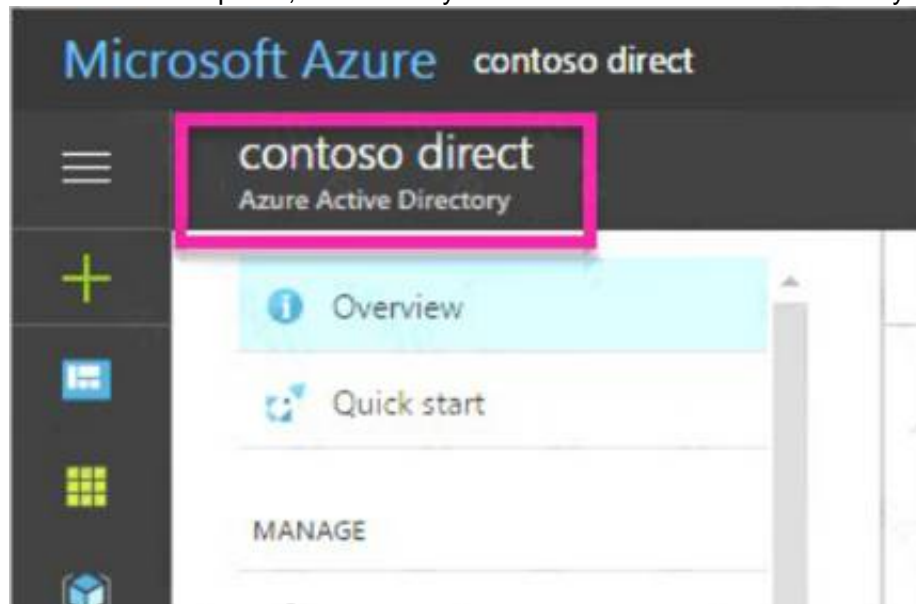 Microsoft Azure contoso direct
contoso direct
Azure Active Directory
Overview
Quick start
MANAGE